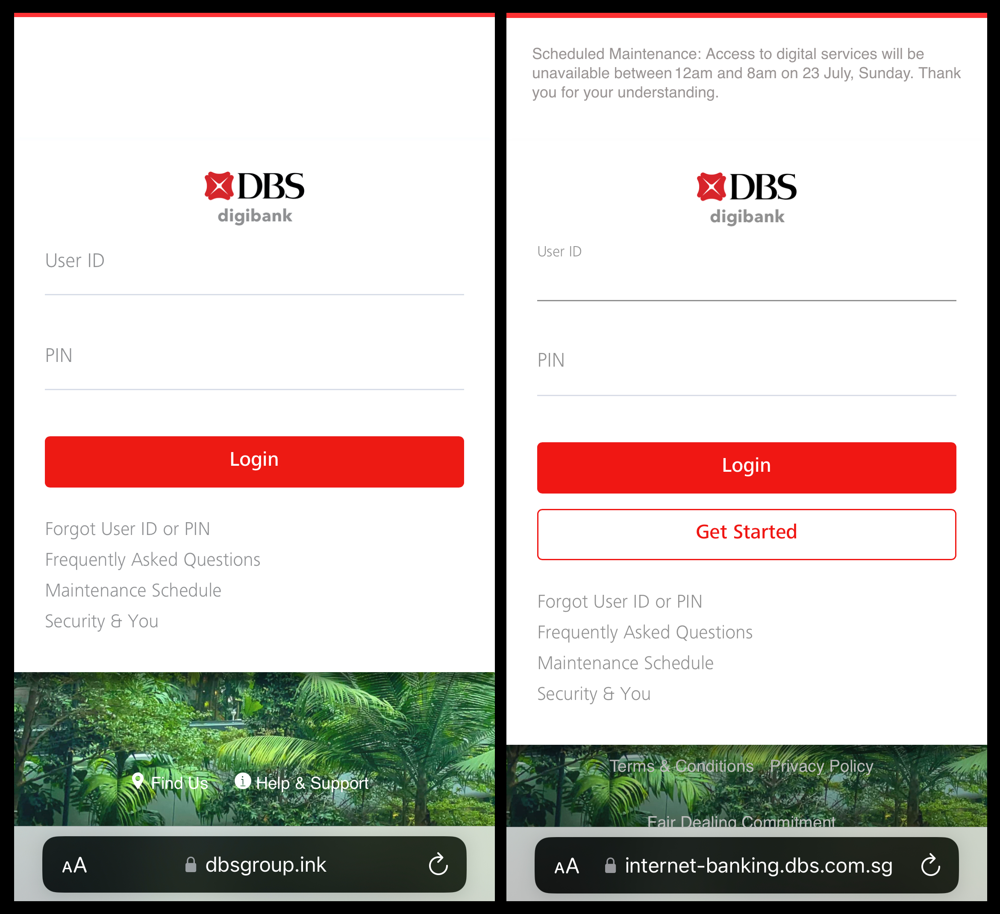 DBS
digibank
User ID
PIN
Login
Forgot User ID or PIN
Frequently Asked Questions
Maintenance Schedule
Security & You
Find Us Help & Support
AA dbsgroup.ink
Scheduled Maintenance: Access to digital services will be
unavailable between 12am and 8am on 23 July, Sunday. Thank
you for your understanding.
DBS
digibank
User ID
PIN
Login
Get Started
Forgot User ID or PIN
Frequently Asked Questions
Maintenance Schedule
Security & You
Terms & Conditions Privacy Policy
Fair Dealing Commitment
AA internet-banking.dbs.com.sg